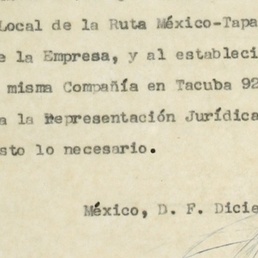 Local de la Ruta México-Tapa
e la Empresa, y al estableci
misma Compañía en Tacuba 92
a la Representación Jurídica
sto lo necesario.
México, D. F. Dicie